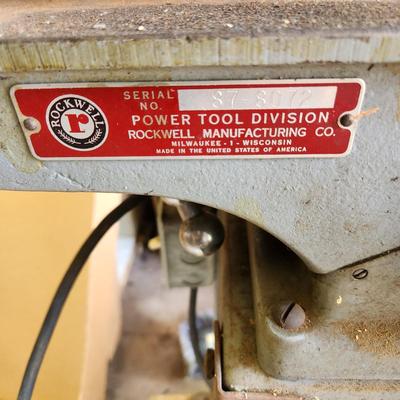 ROCKWELL
r
SERIAL
NO.
POWER TOOL DIVISION
ROCKWELL MANUFACTURING CO.
MILWAUKEE - 1 - WISCONSIN
MADE IN THE UNITED STATES OF AMERICA